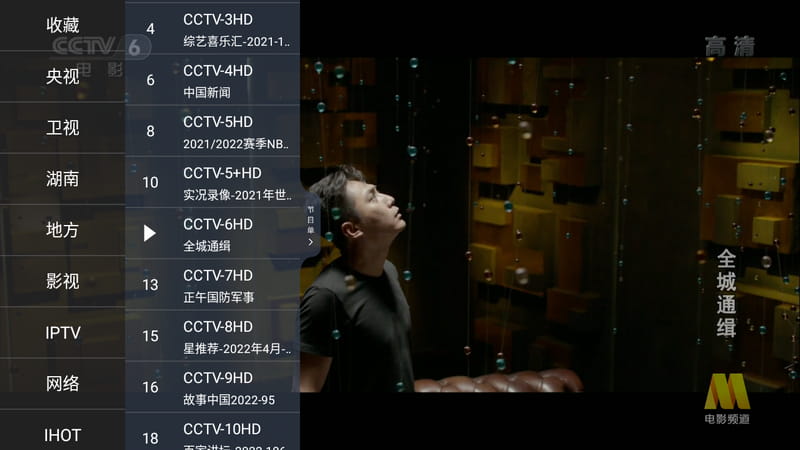 收藏
央视
卫视
湖南
地方
影视
IPTV
网络
IHOT
4
CCTV-3HD
综艺喜乐汇-2021-1..
6
CCTV-4HD
中国新闻
8
CCTV-5HD
2021/2022赛季NB..
10
CCTV-5+HD
实况录像-2021年世..
CCTV-6HD
全城通缉
13
CCTV-7HD
正午国防军事
15
CCTV-8HD
星推荐-2022年4月-..
16
CCTV-9HD
故事中国2022-95
18
CCTV-10HD
节目单
CCTV 6
电影
高清
全城通缉
电影频道